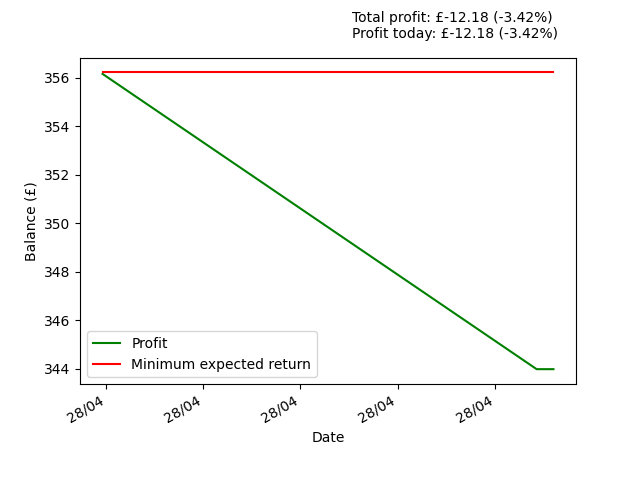 Total profit: £-12.18 (-3.42%)
Profit today: £-12.18 (-3.42%)
356
354
352
350
348
346
344
Balance (£)
Profit
Minimum expected return
28/04
28/04
28/04
28/04
28/04
Date